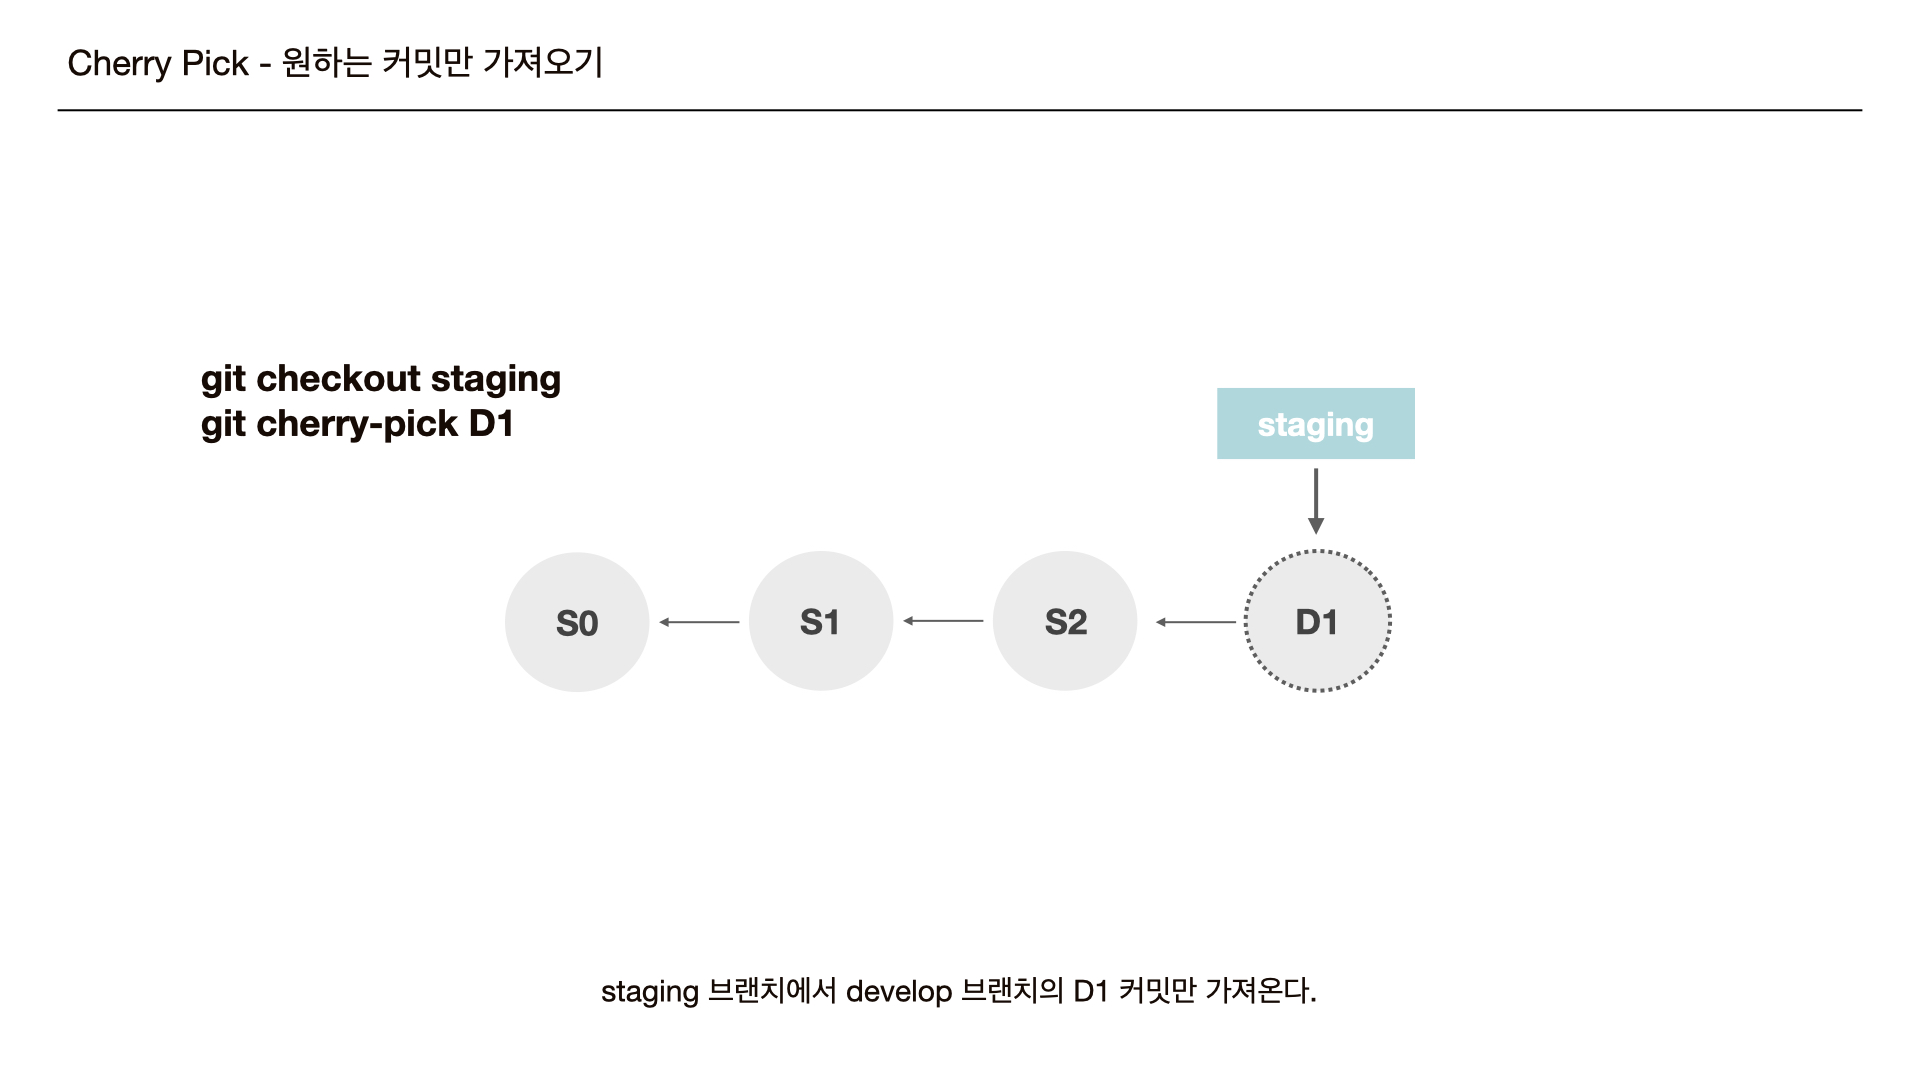 Cherry Pick - 원하는 커밋만 가져오기
git checkout staging
git cherry-pick D1
staging
S0
S1
S2
D1
staging 브랜치에서 develop 브랜치의 D1 커밋만 가져온다.